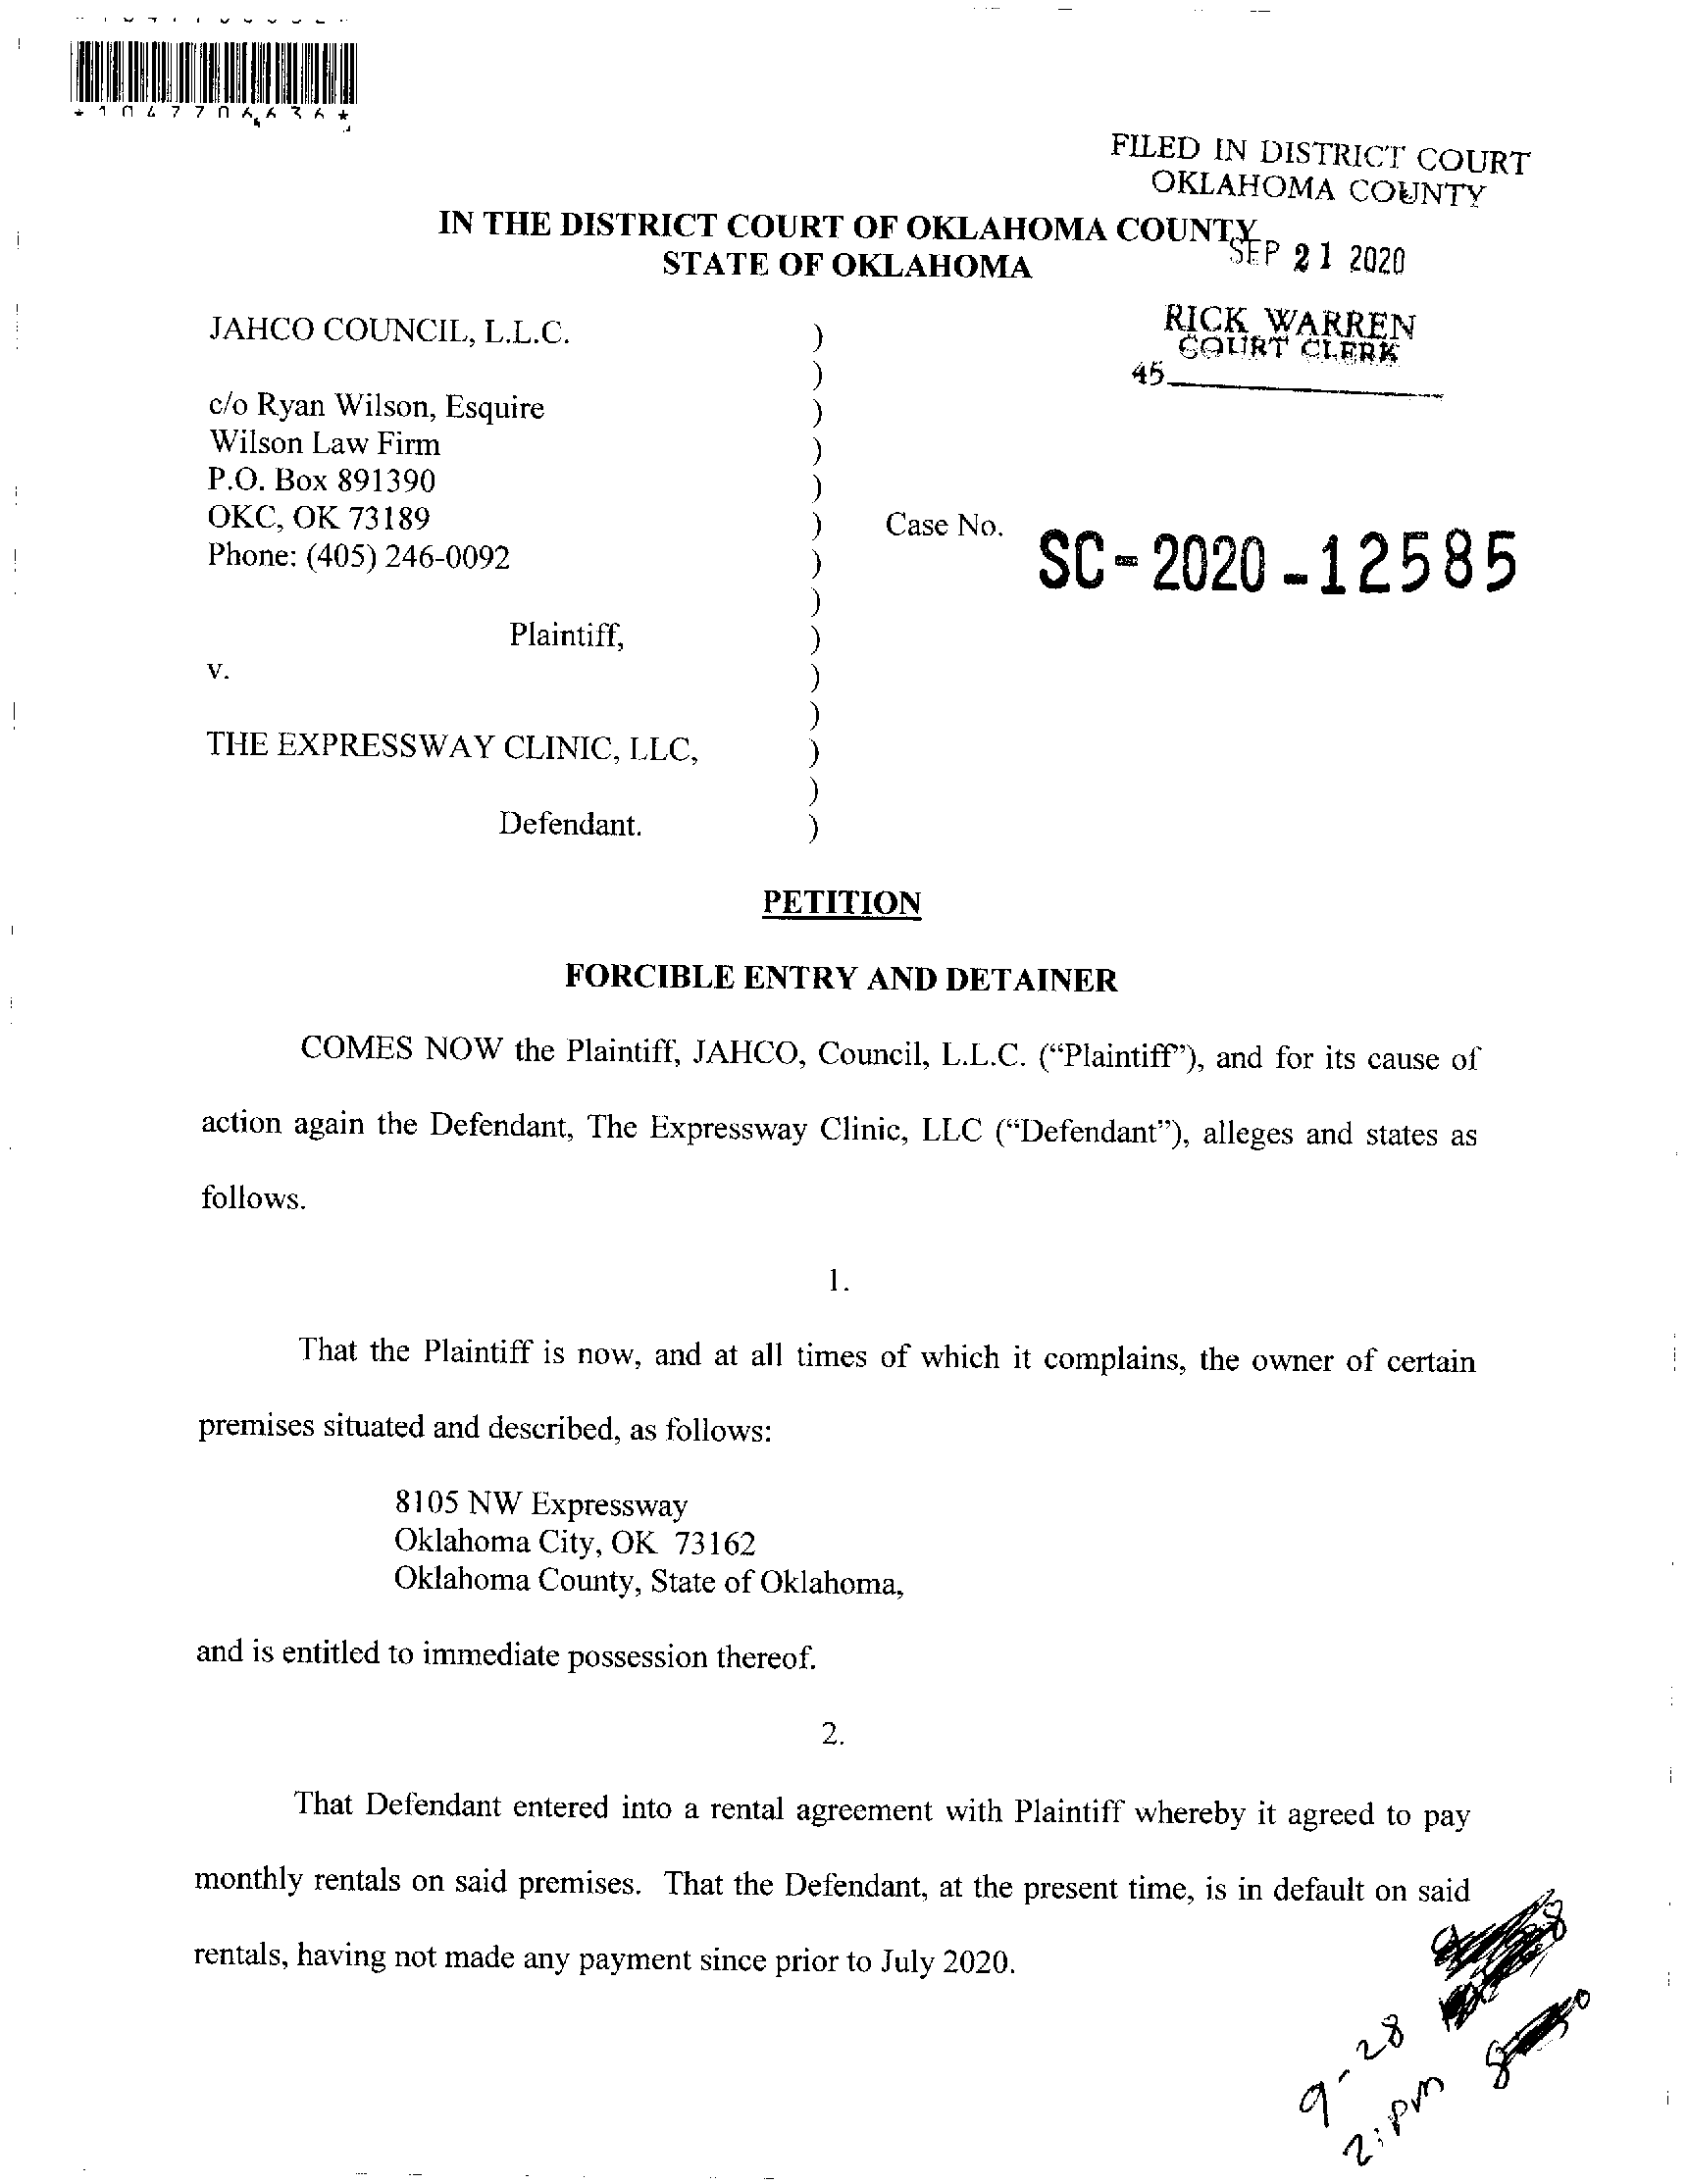 *1047706636*
FILED IN DISTRICT COURT
OKLAHOMA COUNTY
IN THE DISTRICT COURT OF OKLAHOMA COUNTY
STATE OF OKLAHOMA
SEP 21 2020
JAHCO COUNCIL, L.L.C. )
RICK WARREN
COURT CLERK
)
45
c/o Ryan Wilson, Esquire )
Wilson Law Firm )
P.O. Box 891390 )
OKC, OK 73189 ) Case No. SC-2020-12585
Phone: (405) 246-0092 )
)
Plaintiff, )
v. )
)
THE EXPRESSWAY CLINIC, LLC, )
)
Defendant. )
PETITION
FORCIBLE ENTRY AND DETAINER
COMES NOW the Plaintiff, JAHCO, Council, L.L.C. (“Plaintiff”), and for its cause of
action again the Defendant, The Expressway Clinic, LLC (“Defendant”), alleges and states as
follows.
1.
That the Plaintiff is now, and at all times of which it complains, the owner of certain
premises situated and described, as follows:
8105 NW Expressway
Oklahoma City, OK 73162
Oklahoma County, State of Oklahoma,
and is entitled to immediate possession thereof.
2.
That Defendant entered into a rental agreement with Plaintiff whereby it agreed to pay
monthly rentals on said premises. That the Defendant, at the present time, is in default on said
rentals, having not made any payment since prior to July 2020.
9-28
2:pm